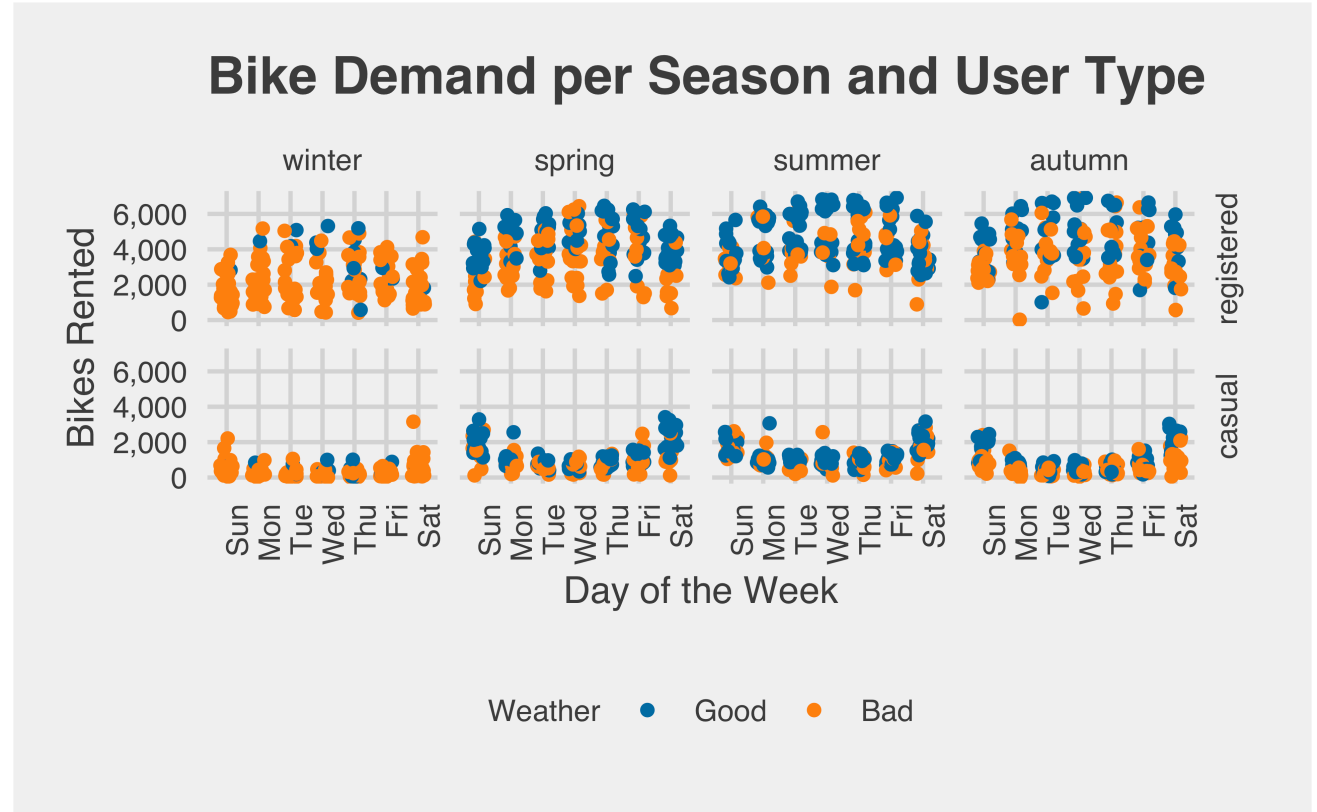 Bike Demand per Season and User Type
winter spring summer autumn
6,000
4,000
2,000
0
registered
Bikes Rented
6,000
4,000
2,000
0
casual
Sun Mon Tue Wed Thu Fri Sat Sun Mon Tue Wed Thu Fri Sat Sun Mon Tue Wed Thu Fri Sat Sun Mon Tue Wed Thu Fri Sat
Day of the Week
Weather Good Bad